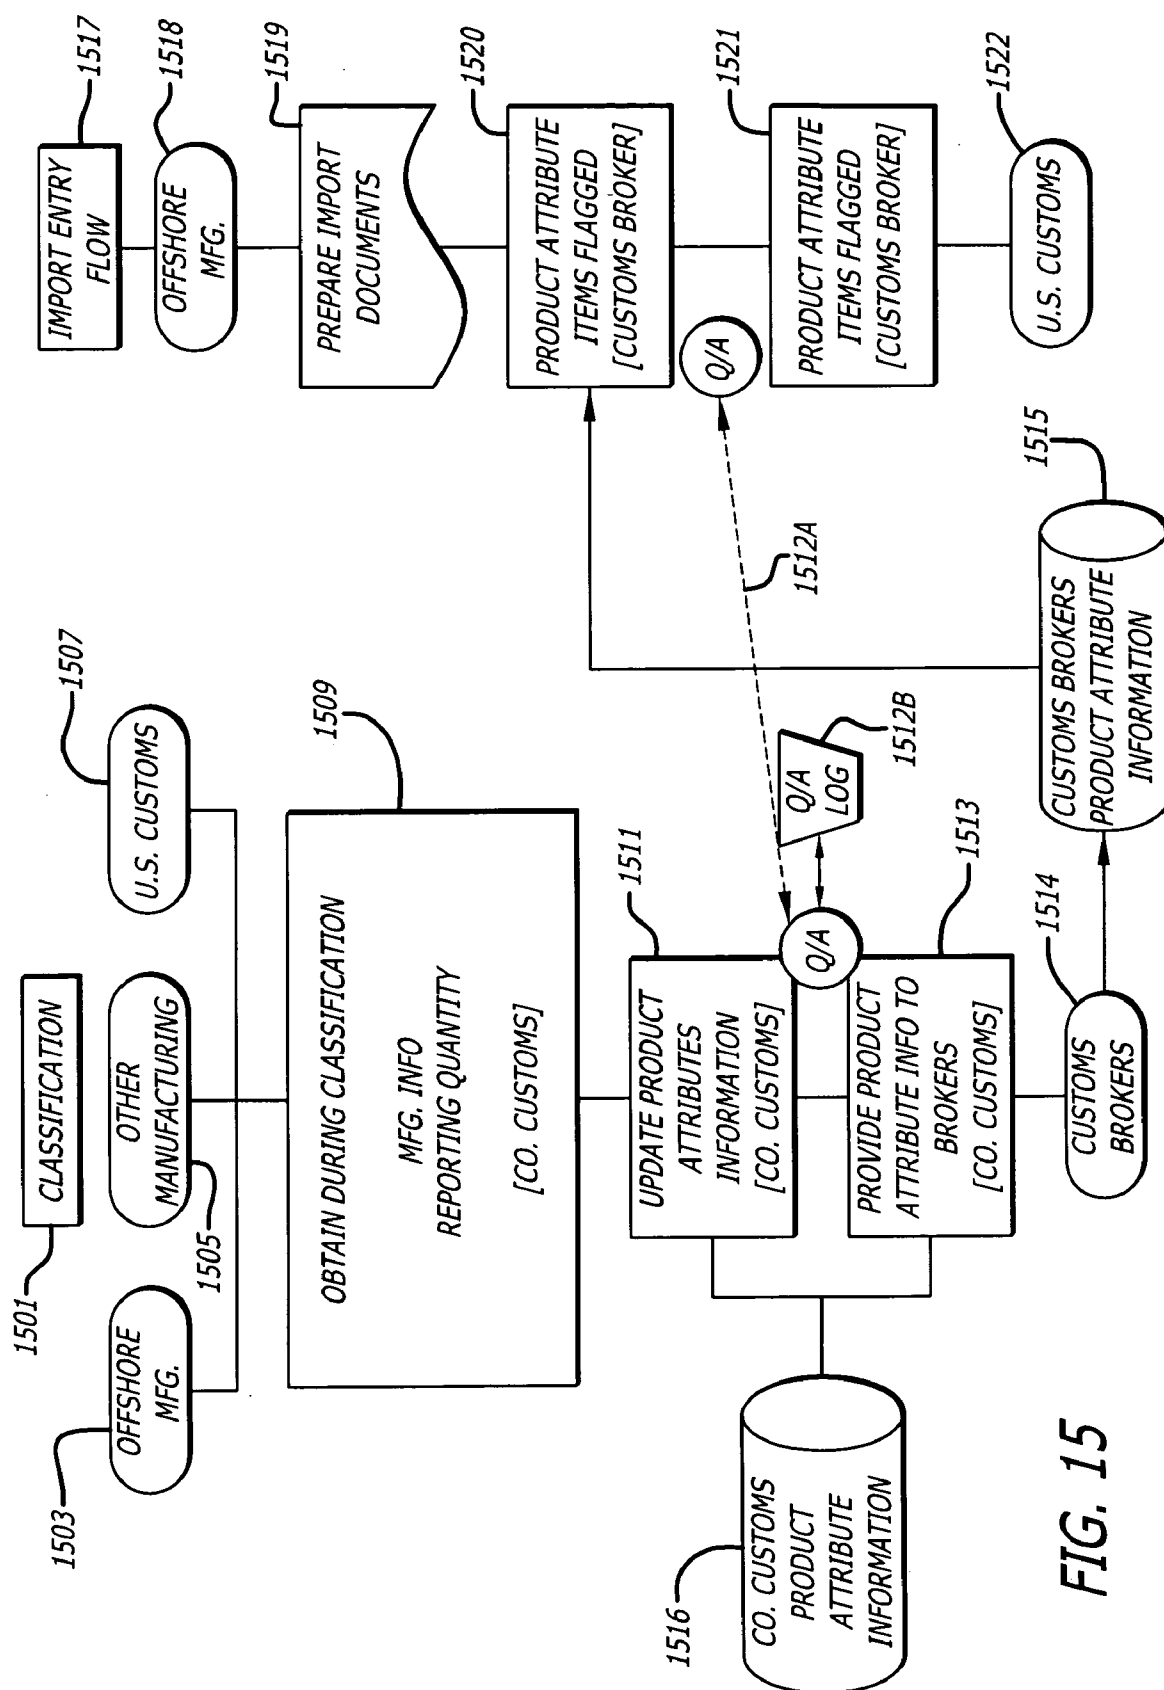 CLASSIFICATION
1501
OFFSHORE
MFG.
1503
OTHER
MANUFACTURING
1505
U.S. CUSTOMS
1507
OBTAIN DURING CLASSIFICATION
MFG. INFO
REPORTING QUANTITY
[CO. CUSTOMS]
1509
UPDATE PRODUCT
ATTRIBUTES
INFORMATION
[CO. CUSTOMS]
1511
Q/A
Q/A
LOG
1512B
1512A
PROVIDE PRODUCT
ATTRIBUTE INFO TO
BROKERS
[CO. CUSTOMS]
1513
CUSTOMS
BROKERS
1514
CUSTOMS BROKERS
PRODUCT ATTRIBUTE
INFORMATION
1515
CO. CUSTOMS
PRODUCT
ATTRIBUTE
INFORMATION
1516
IMPORT ENTRY
FLOW
1517
OFFSHORE
MFG.
1518
PREPARE IMPORT
DOCUMENTS
1519
PRODUCT ATTRIBUTE
ITEMS FLAGGED
[CUSTOMS BROKER]
1520
Q/A
PRODUCT ATTRIBUTE
ITEMS FLAGGED
[CUSTOMS BROKER]
1521
U.S. CUSTOMS
1522
FIG. 15